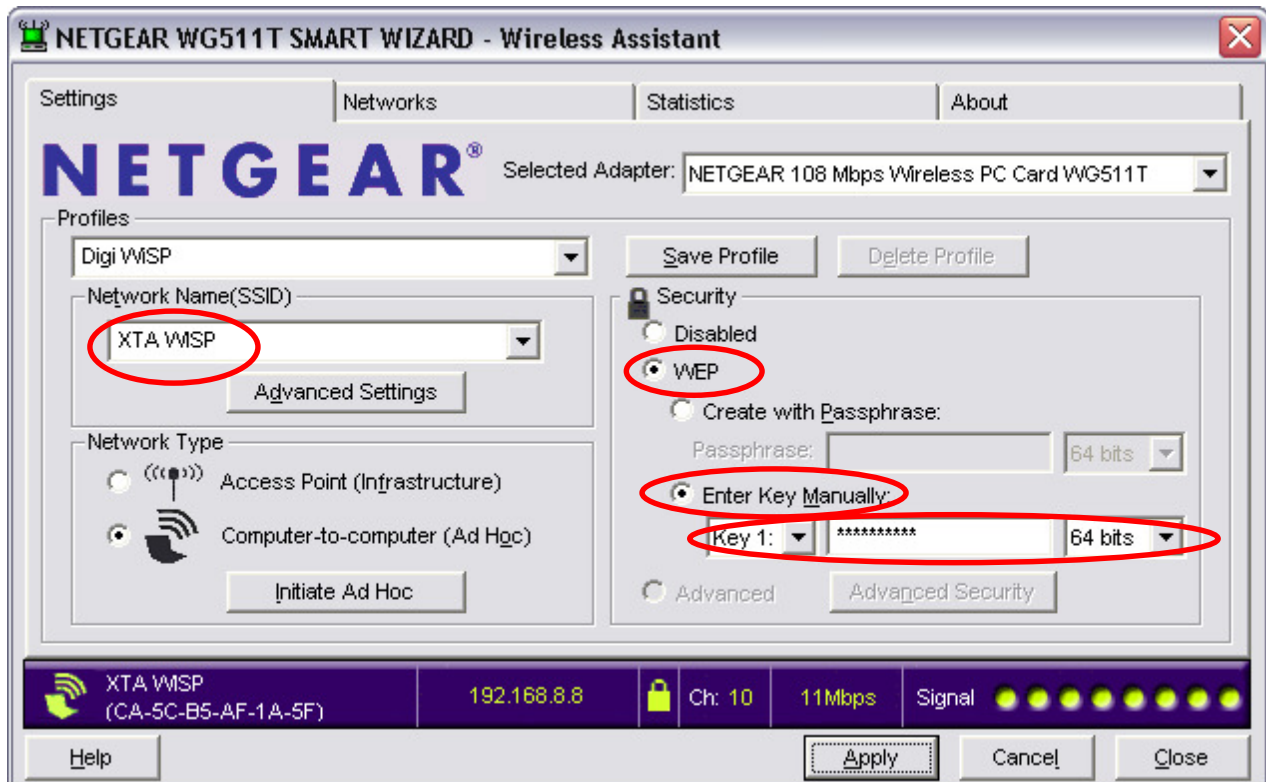 NETGEAR WG511T SMART WIZARD - Wireless Assistant
Settings Networks Statistics About
NETGEAR® Selected Adapter: NETGEAR 108 Mbps Wireless PC Card WG511T
Profiles
Digi WISP Save Profile Delete Profile
Network Name(SSID) Security
XTA WISP Disabled
WEP
Advanced Settings Create with Passphrase:
Network Type Passphrase: 64 bits
Access Point (Infrastructure) Enter Key Manually:
Computer-to-computer (Ad Hoc) Key 1: ********** 64 bits
Initiate Ad Hoc Advanced Advanced Security
XTA WISP
(CA-5C-B5-AF-1A-5F) 192.168.8.8 Ch: 10 11Mbps Signal
Help Apply Cancel Close